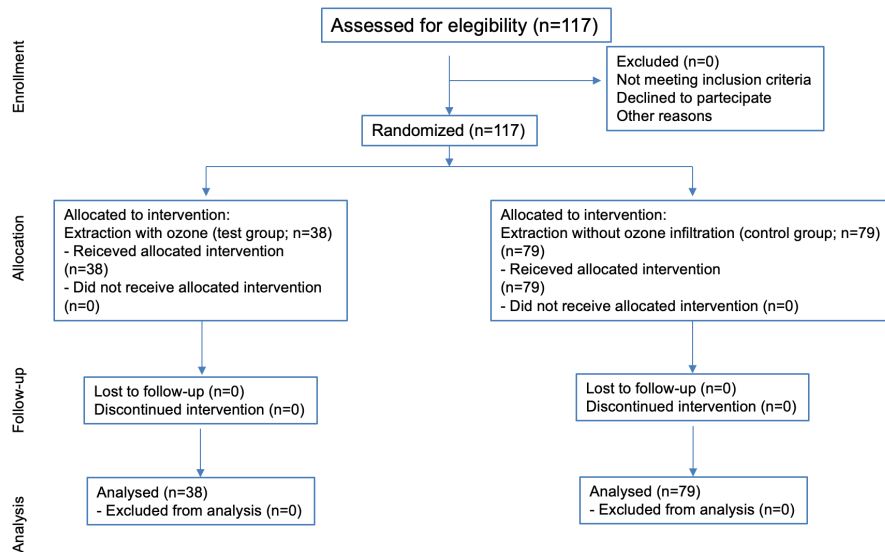 Assessed for elegibility (n=117)
Enrollment
Excluded (n=0)
Not meeting inclusion criteria
Declined to partecipate
Other reasons
Randomized (n=117)
Allocation
Allocated to intervention:
Extraction with ozone (test group; n=38)
- Reiceved allocated intervention
(n=38)
- Did not receive allocated intervention
(n=0)
Allocated to intervention:
Extraction without ozone infiltration (control group; n=79)
(n=79)
- Reiceved allocated intervention
(n=79)
- Did not receive allocated intervention (n=0)
Follow-up
Lost to follow-up (n=0)
Discontinued intervention (n=0)
Lost to follow-up (n=0)
Discontinued intervention (n=0)
Analysis
Analysed (n=38)
- Excluded from analysis (n=0)
Analysed (n=79)
- Excluded from analysis (n=0)